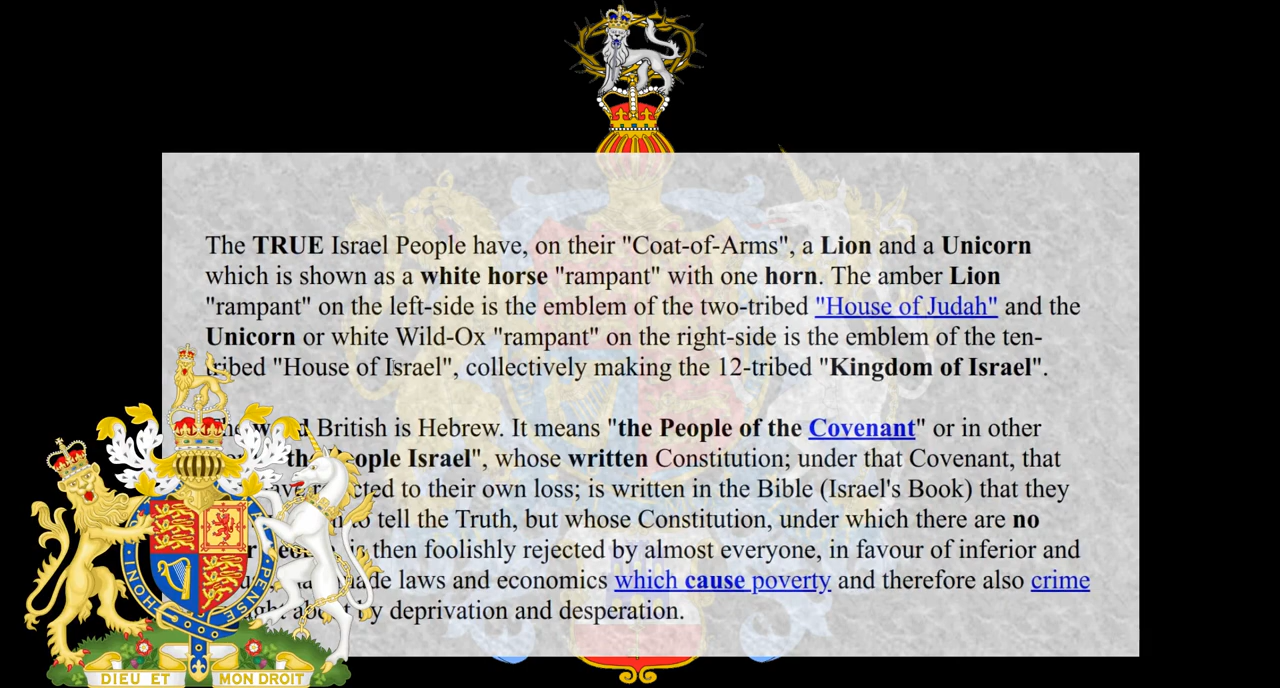 The TRUE Israel People have, on their "Coat-of-Arms", a Lion and a Unicorn
which is shown as a white horse "rampant" with one horn. The amber Lion
"rampant" on the left-side is the emblem of the two-tribed "House of Judah" and the
Unicorn or white Wild-Ox "rampant" on the right-side is the emblem of the ten-
tribed "House of Israel", collectively making the 12-tribed "Kingdom of Israel".
The word British is Hebrew. It means "the People of the Covenant" or in other
the People Israel", whose written Constitution; under that Covenant, that
to their own loss; is written in the Bible (Israel's Book) that they
to tell the Truth, but whose Constitution, under which there are no
is then foolishly rejected by almost everyone, in favour of inferior and
laws and economics which cause poverty and therefore also crime
by deprivation and desperation.
HONI
PENSE
DIEU ET MON DROIT